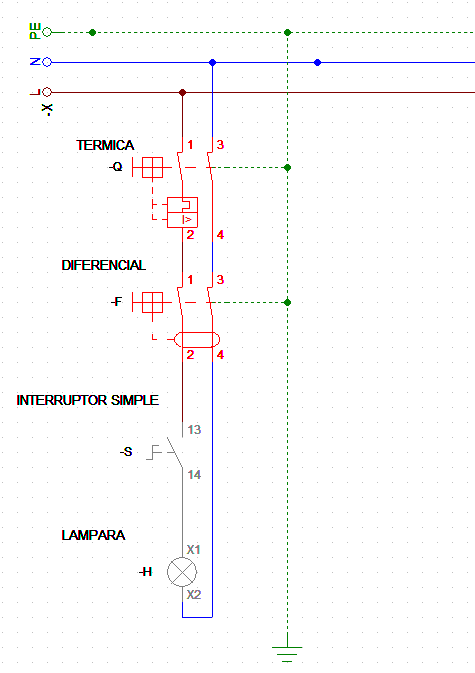 PE
N
L
-X
TERMICA
1 3
-Q
I>
2 4
DIFERENCIAL
1 3
-F
2 4
INTERRUPTOR SIMPLE
13
-S
14
LAMPARA
X1
-H
X2